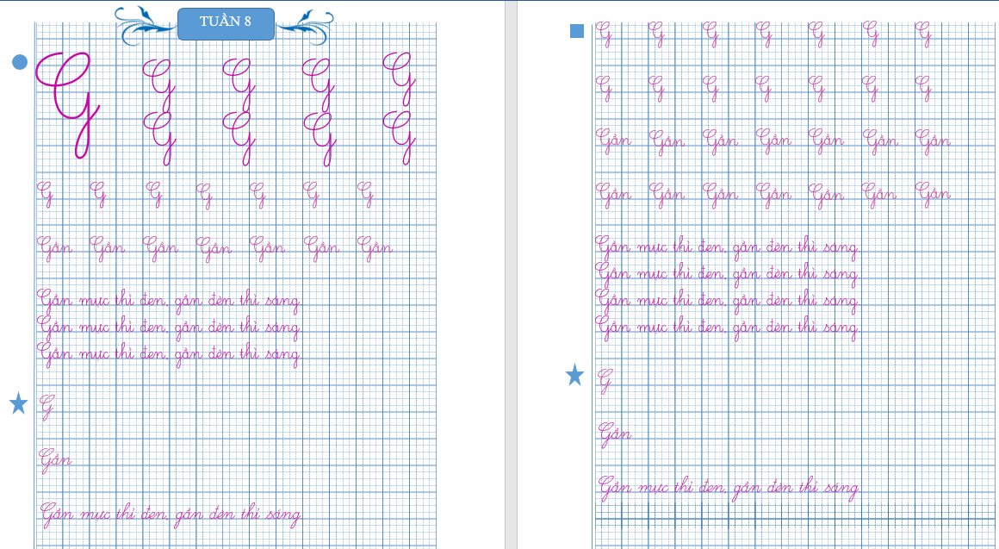 TUẦN 8
G G G G G
G G G G
G G G G G G G
Gần Gần Gần Gần Gần Gần Gần
Gần mực thì đen, gần đèn thì sáng.
Gần mực thì đen, gần đèn thì sáng.
Gần mực thì đen, gần đèn thì sáng.
G
Gần
Gần mực thì đen, gần đèn thì sáng.
G G G G G G G
G G G G G G G
Gần Gần Gần Gần Gần Gần Gần
Gần Gần Gần Gần Gần Gần Gần
Gần mực thì đen, gần đèn thì sáng.
Gần mực thì đen, gần đèn thì sáng.
Gần mực thì đen, gần đèn thì sáng.
Gần mực thì đen, gần đèn thì sáng.
G
Gần
Gần mực thì đen, gần đèn thì sáng.